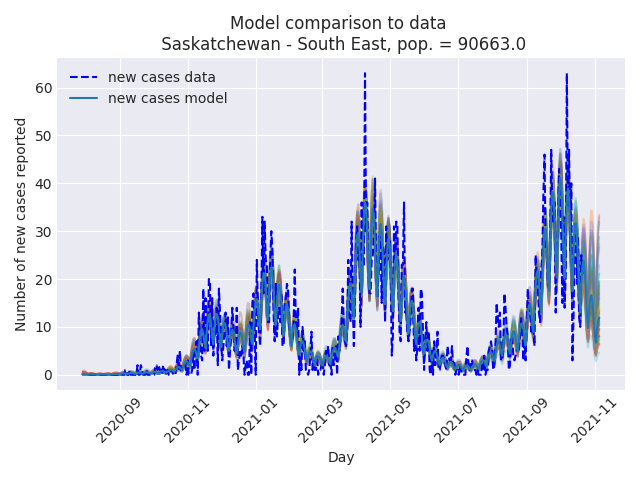 Model comparison to data
Saskatchewan - South East, pop. = 90663.0
new cases data
new cases model
Number of new cases reported
60
50
40
30
20
10
0
2020-09
2020-11
2021-01
2021-03
2021-05
2021-07
2021-09
2021-11
Day